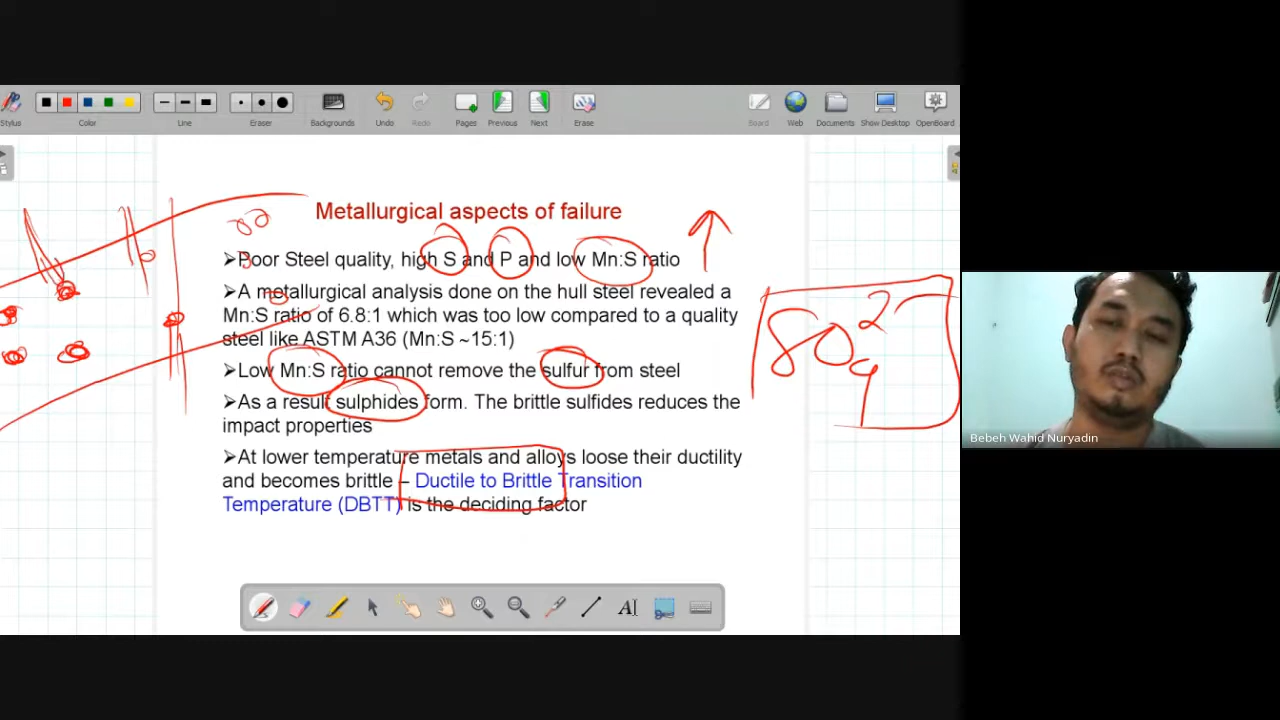 Stylus
Color
Line
Eraser
Backgrounds
Undo
Redo
Pages
Previous
Next
Erase
Board
Web
Documents
Show Desktop
OpenBoard
Metallurgical aspects of failure
➢Poor Steel quality, high S and P and low Mn:S ratio
➢A metallurgical analysis done on the hull steel revealed a
Mn:S ratio of 6.8:1 which was too low compared to a quality
steel like ASTM A36 (Mn:S ~15:1)
➢Low Mn:S ratio cannot remove the sulfur from steel
➢As a result sulphides form. The brittle sulfides reduces the
impact properties
➢At lower temperature metals and alloys loose their ductility
and becomes brittle – Ductile to Brittle Transition
Temperature (DBTT) is the deciding factor
SO4 2-
Bebeh Wahid Nuryadin